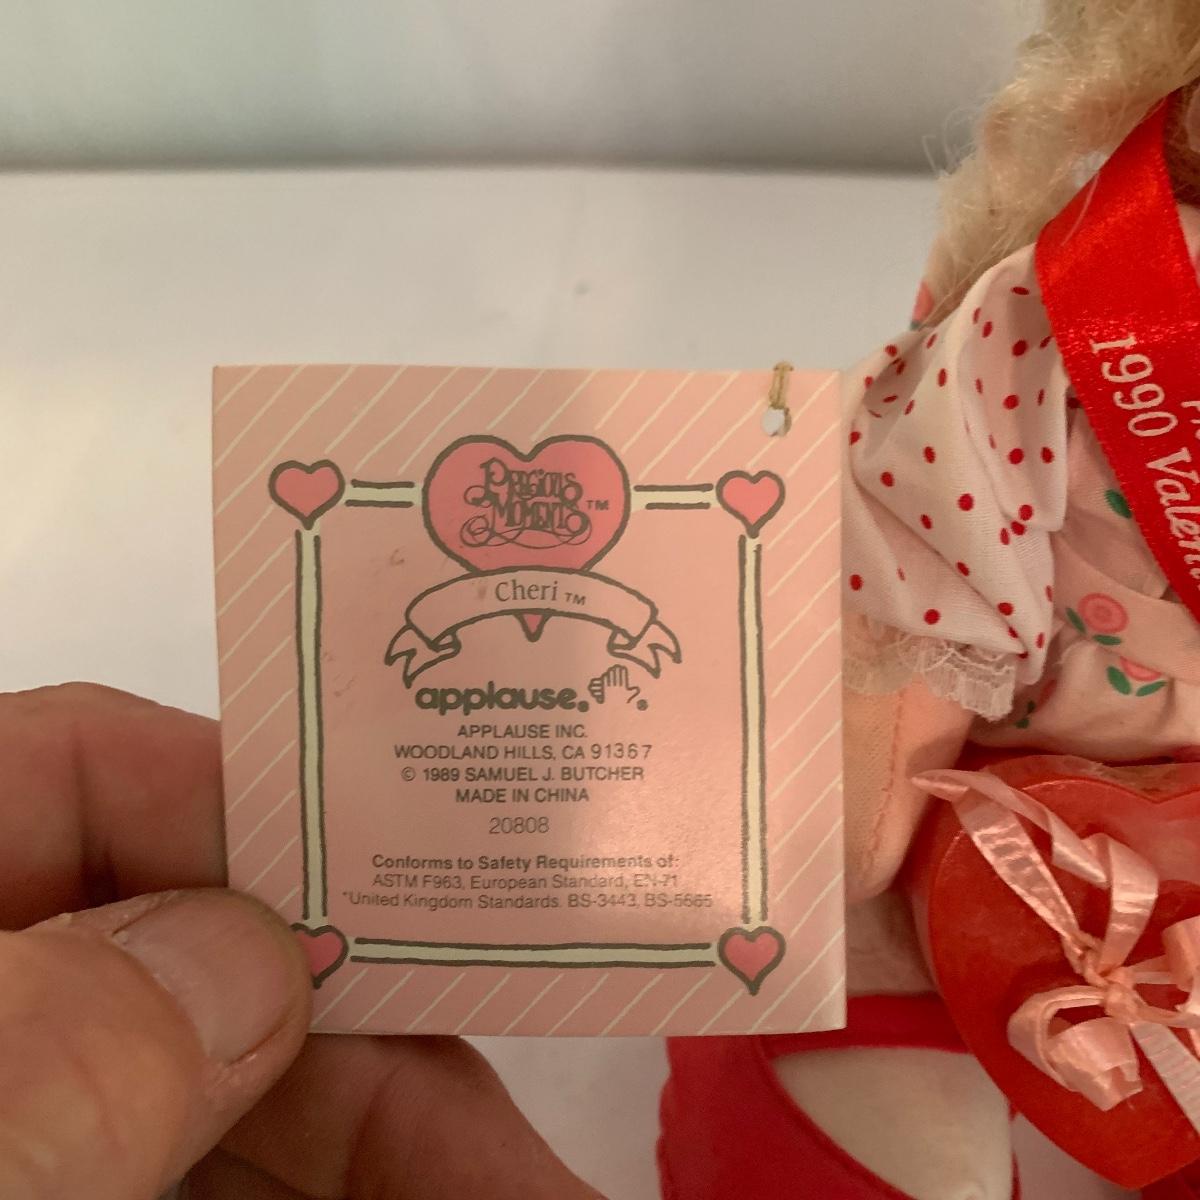 PRECIOUS
MOMENTS™
Cheri™
applause.®
APPLAUSE INC.
WOODLAND HILLS, CA 91367
© 1989 SAMUEL J. BUTCHER
MADE IN CHINA
20808
Conforms to Safety Requirements of:
ASTM F963, European Standard, EN-71
*United Kingdom Standards. BS-3443, BS-5665
1990